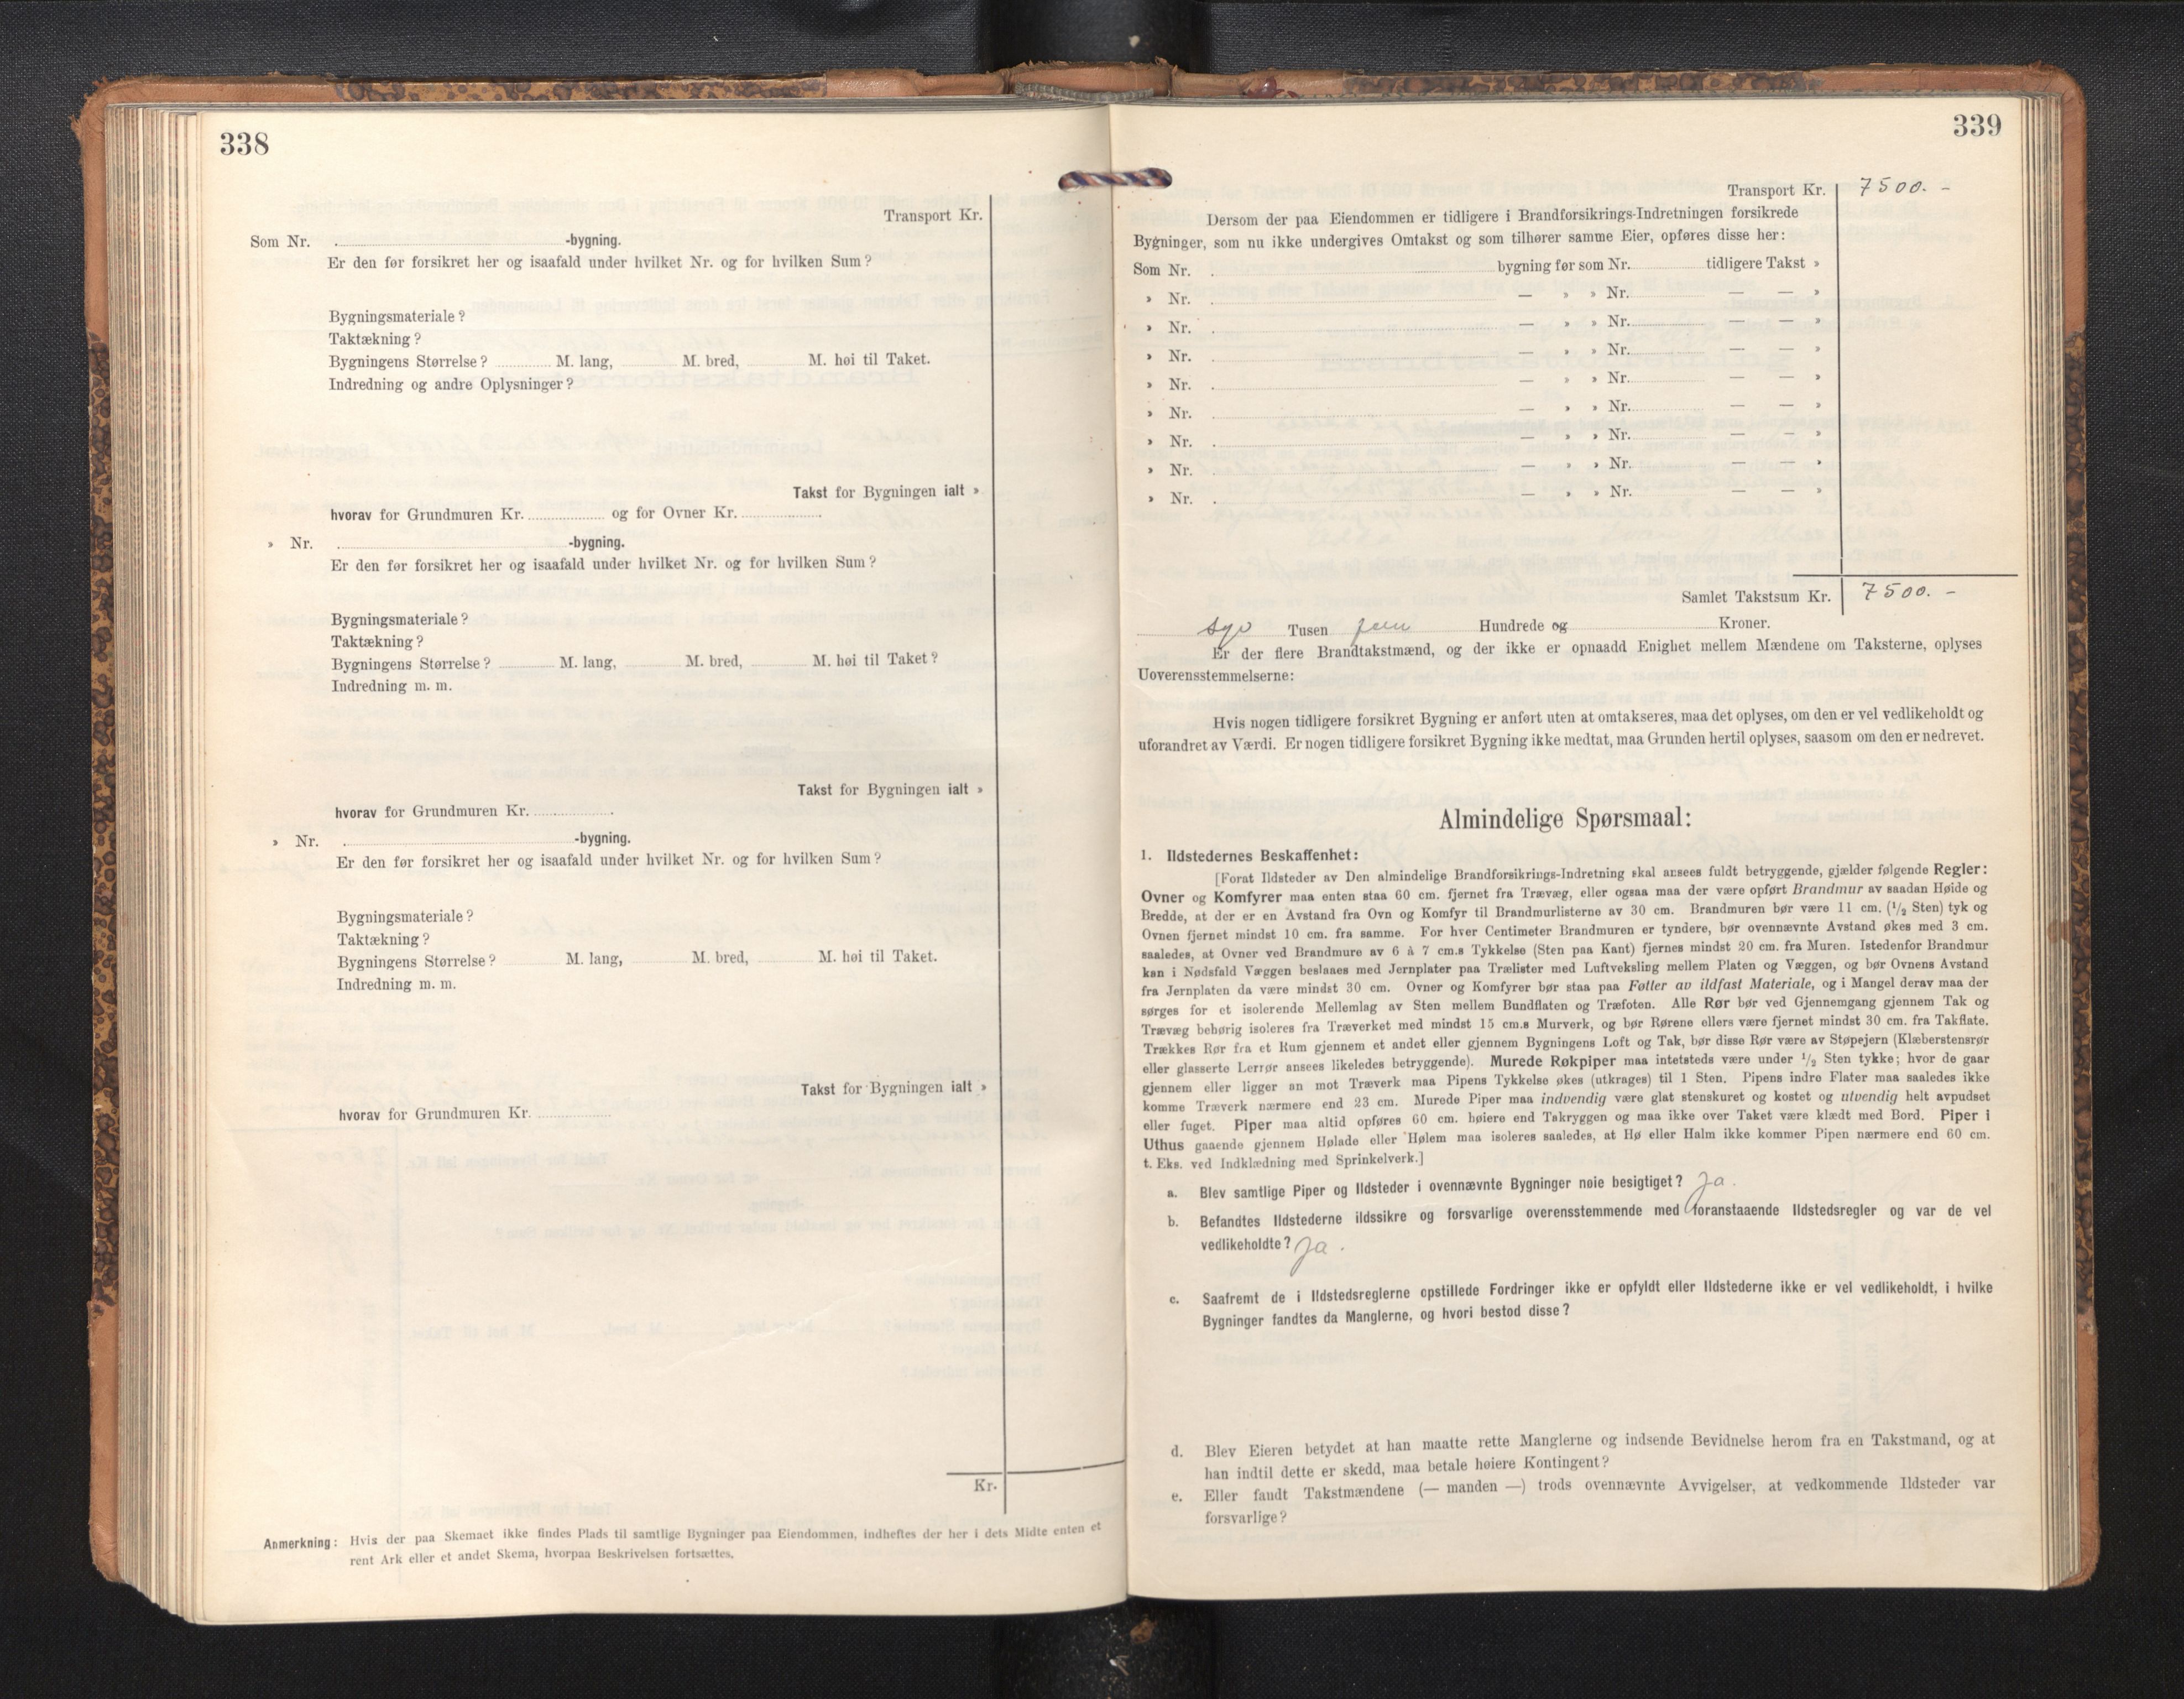 338
Transport Kr.
Som Nr. -bygning.
Er den før forsikret her og isaafald under hvilket Nr. og for hvilken Sum?
Bygningsmateriale?
Taktækning?
Bygningens Størrelse? M. lang, M. bred, M. høi til Taket.
Indredning og andre Oplysninger?
Takst for Bygningen ialt »
hvorav for Grundmuren Kr. og for Ovner Kr.
» Nr. -bygning.
Er den før forsikret her og isaafald under hvilket Nr. og for hvilken Sum?
Bygningsmateriale?
Taktækning?
Bygningens Størrelse? M. lang, M. bred, M. høi til Taket?
Indredning m. m.
Takst for Bygningen ialt »
hvorav for Grundmuren Kr.
» Nr. -bygning.
Er den før forsikret her og isaafald under hvilket Nr. og for hvilken Sum?
Bygningsmateriale?
Taktækning?
Bygningens Størrelse? M. lang, M. bred, M. høi til Taket.
Indredning m. m.
Takst for Bygningen ialt »
hvorav for Grundmuren Kr.
Kr.
Anmerkning: Hvis der paa Skemaet ikke findes Plads til samtlige Bygninger paa Eiendommen, indheftes der her i dets Midte enten et
rent Ark eller et andet Skema, hvorpaa Beskrivelsen fortsættes.
339
Transport Kr. 7500.-
Dersom der paa Eiendommen er tidligere i Brandforsikrings-Indretningen forsikrede
Bygninger, som nu ikke undergives Omtakst og som tilhører samme Eier, opføres disse her:
Som Nr. bygning før som Nr. tidligere Takst »
» Nr. — » » Nr. — — »
» Nr. — » » Nr. — — »
» Nr. — » » Nr. — — »
» Nr. — » » Nr. — — »
» Nr. — » » Nr. — — »
» Nr. — » » Nr. — — »
» Nr. — » » Nr. — — »
» Nr. — » » Nr. — — »
Samlet Takstsum Kr. 7500.-
syv Tusen fem Hundrede og Kroner.
Er der flere Brandtakstmænd, og der ikke er opnaadd Enighet mellem Mændene om Taksterne, oplyses
Uoverensstemmelserne:
Hvis nogen tidligere forsikret Bygning er anført uten at omtakseres, maa det oplyses, om den er vel vedlikeholdt og
uforandret av Værdi. Er nogen tidligere forsikret Bygning ikke medtat, maa Grunden hertil oplyses, saasom om den er nedrevet.
Almindelige Spørsmaal:
1. Ildstedernes Beskaffenhet:
[Forat Ildsteder av Den almindelige Brandforsikrings-Indretning skal ansees fuldt betryggende, gjælder følgende Regler:
Ovner og Komfyrer maa enten staa 60 cm. fjernet fra Trævæg, eller ogsaa maa der være opført Brandmur av saadan Høide og
Bredde, at der er en Avstand fra Ovn og Komfyr til Brandmurlisterne av 30 cm. Brandmuren bør være 11 cm. (1/2 Sten) tyk og
Ovnen fjernet mindst 10 cm. fra samme. For hver Centimeter Brandmuren er tyndere, bør ovennævnte Avstand økes med 3 cm.
saaledes, at Ovner ved Brandmure av 6 à 7 cm.s Tykkelse (Sten paa Kant) fjernes mindst 20 cm. fra Muren. Istedenfor Brandmur
kan i Nødsfald Væggen beslaaes med Jernplater paa Trælister med Luftveksling mellem Platen og Væggen, og bør Ovnens Avstand
fra Jernplaten da være mindst 30 cm. Ovner og Komfyrer bør staa paa Føtter av ildfast Materiale, og i Mangel derav maa der
sørges for et isolerende Mellemlag av Sten mellem Bundflaten og Træfoten. Alle Rør bør ved Gjennemgang gjennem Tak og
Trævæg behørig isoleres fra Træverket med mindst 15 cm.s Murverk, og bør Rørene ellers være fjernet mindst 30 cm. fra Takflate.
Trækkes Rør fra et Rum gjennem et andet eller gjennem Bygningens Loft og Tak, bør disse Rør være av Støpejern (Klæberstensrør
eller glasserte Lerrør ansees likeledes betryggende). Murede Røkpiper maa intetsteds være under 1/2 Sten tykke; hvor de gaar
gjennem eller ligger an mot Træverk maa Pipens Tykkelse økes (utkrages) til 1 Sten. Pipens indre Flater maa saaledes ikke
komme Træverk nærmere end 23 cm. Murede Piper maa indvendig være glat stenskuret og kostet og utvendig helt avpudset
eller fuget. Piper maa altid opføres 60 cm. høiere end Takryggen og maa ikke over Taket være klædt med Bord. Piper i
Uthus gaaende gjennem Hølade eller Hølem maa isoleres saaledes, at Hø eller Halm ikke kommer Pipen nærmere end 60 cm.
t. Eks. ved Indklædning med Sprinkelverk.]
a. Blev samtlige Piper og Ildsteder i ovennævnte Bygninger nøie besigtiget? Ja.
b. Befandtes Ildstederne ildssikre og forsvarlige overensstemmende med foranstaaende Ildstedsregler og var de vel
vedlikeholdte? Ja.
c. Saafremt de i Ildstedsreglerne opstillede Fordringer ikke er opfyldt eller Ildstederne ikke er vel vedlikeholdt, i hvilke
Bygninger fandtes da Manglerne, og hvori bestod disse?
d. Blev Eieren betydet at han maatte rette Manglerne og indsende Bevidnelse herom fra en Takstmand, og at
han indtil dette er skedd, maa betale høiere Kontingent?
e. Eller fandt Takstmændene (— manden —) trods ovennævnte Avvigelser, at vedkommende Ildsteder var
forsvarlige?